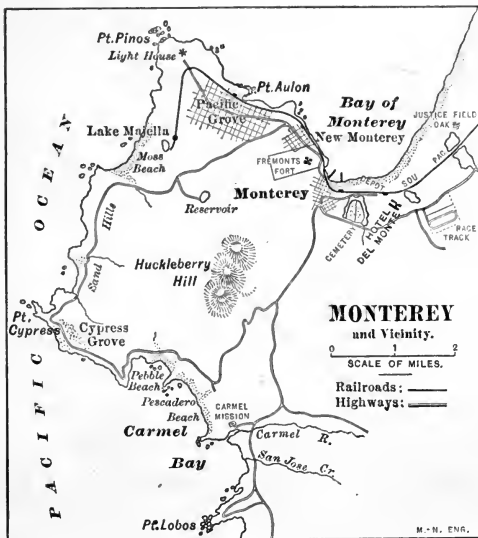 Pt. Pinos
Light House
Pt. Aulon
Pacific
Grove
Bay of
Monterey
New Monterey
JUSTICE FIELD
OAK
Lake Majella
Moss
Beach
FREMONTS
FORT
DEPOT
SOU
PAC
Monterey
Reservoir
CEMETERY
HOTEL
DEL MONTE
RACE
TRACK
Sand
Hills
Huckleberry
Hill
Pt.
Cypress
Cypress
Grove
MONTEREY
and Vicinity.
0 1 2
SCALE OF MILES.
Railroads:
Highways:
Pebble
Beach
Pescadero
Beach
CARMEL
MISSION
Carmel R.
Carmel
Bay
San Jose Cr
Pt. Lobos
PACIFIC OCEAN
M.-N. ENG.